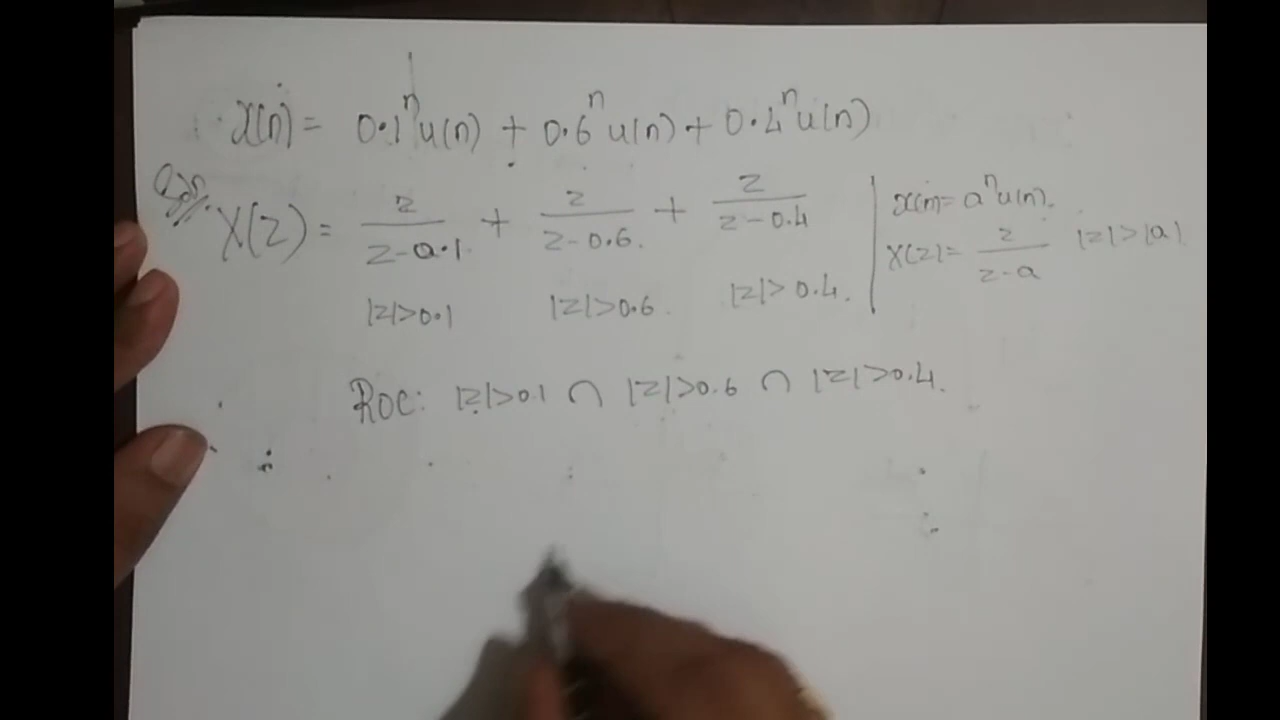 x(n) = 0.1ⁿu(n) + 0.6ⁿu(n) + 0.4ⁿu(n)
Soln. X(z) = z/(z-0.1) + z/(z-0.6) + z/(z-0.4)
|z|>0.1 |z|>0.6 |z|>0.4.
x(n)=aⁿu(n).
X(z)= z/(z-a) |z|>|a|
ROC: |z|>0.1 ∩ |z|>0.6 ∩ |z|>0.4.